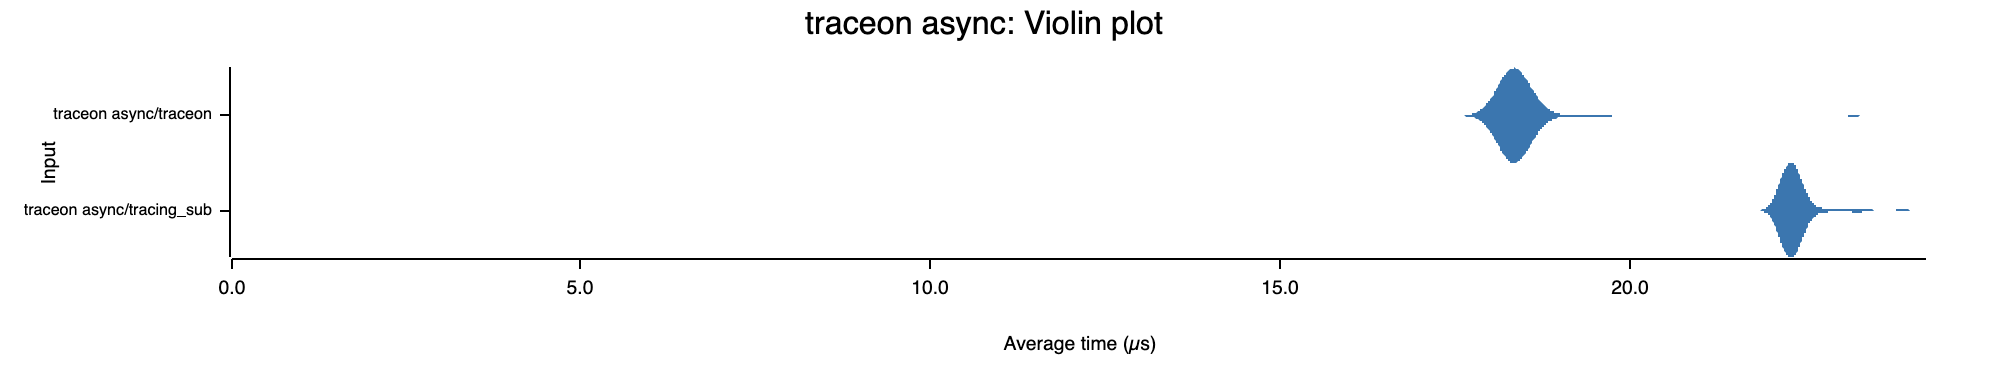 traceon async: Violin plot
Input
traceon async/traceon
traceon async/tracing_sub
0.0 5.0 10.0 15.0 20.0
Average time (µs)